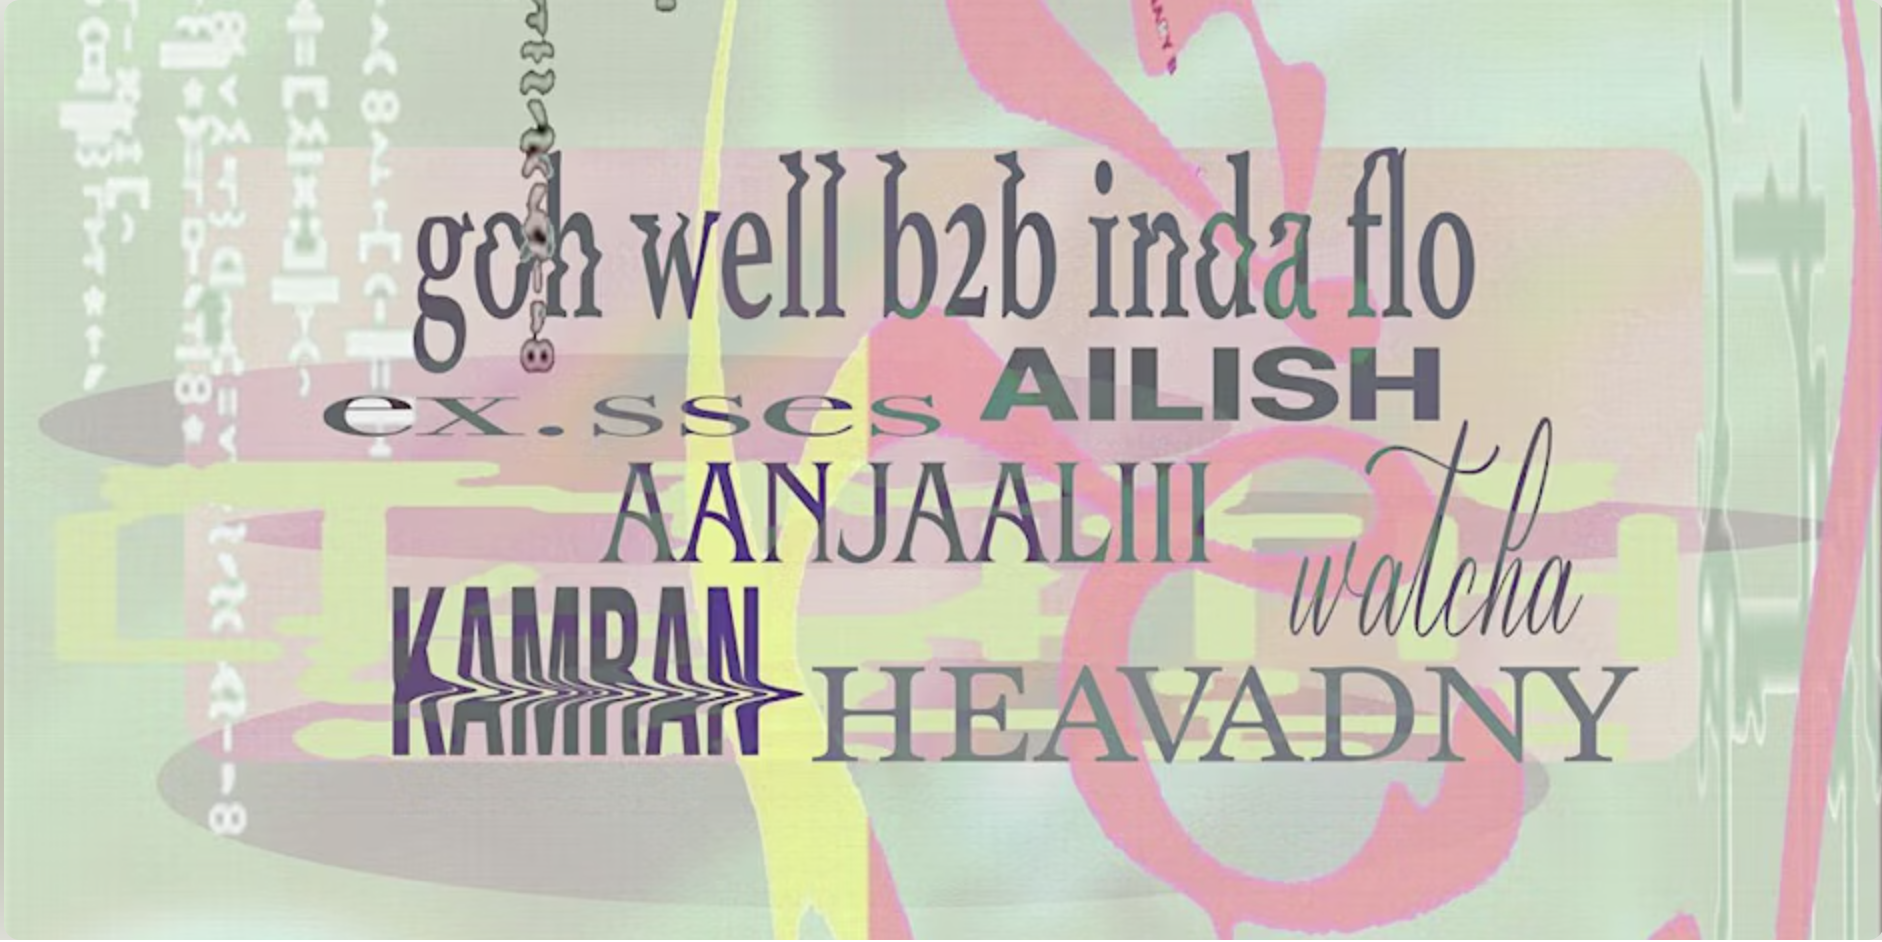 goh well b2b inda flo
ex.sses AILISH
AANJAALIII
watcha
KAMRAN HEAVADNY